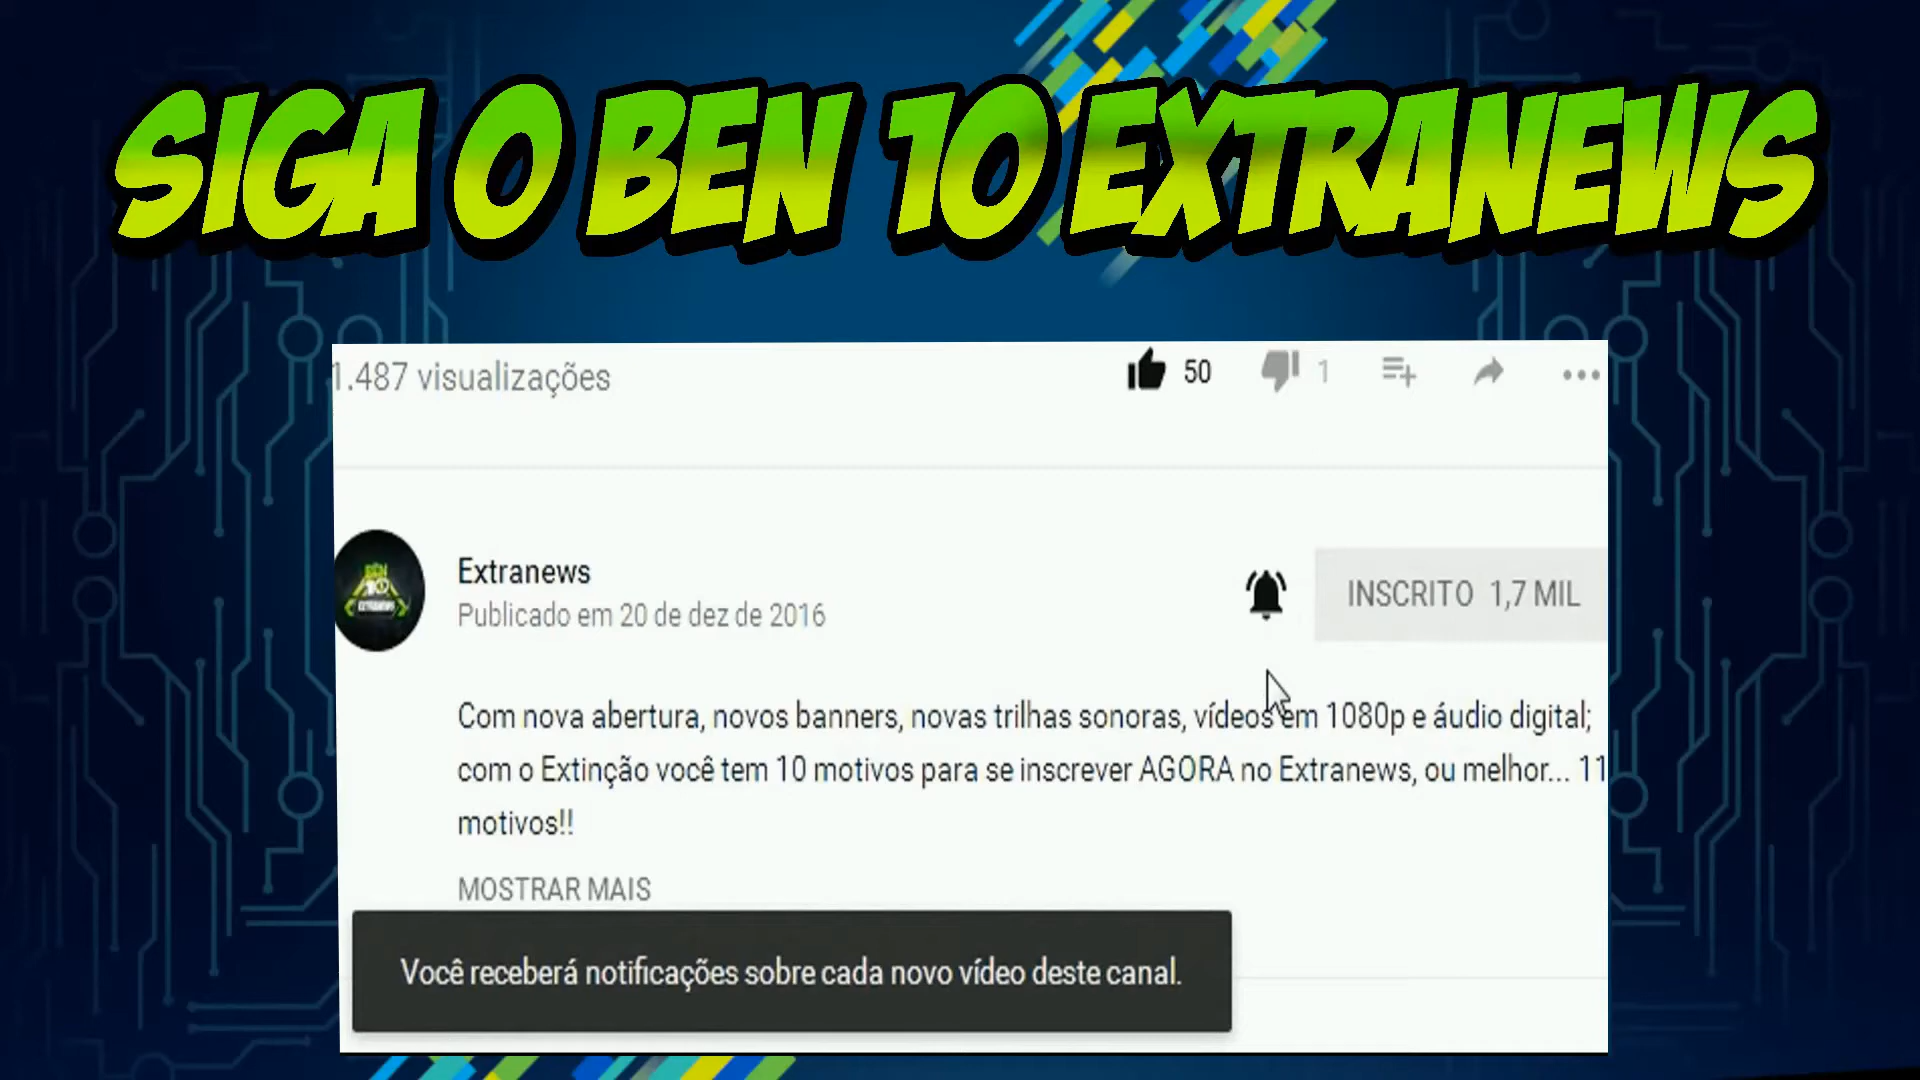 SIGA O BEN 10 EXTRANEWS
1.487 visualizações
50
1
BEN
10
EXTRANEWS
Extranews
Publicado em 20 de dez de 2016
INSCRITO 1,7 MIL
Com nova abertura, novos banners, novas trilhas sonoras, vídeos em 1080p e áudio digital;
com o Extinção você tem 10 motivos para se inscrever AGORA no Extranews, ou melhor... 11
motivos!!
MOSTRAR MAIS
Você receberá notificações sobre cada novo vídeo deste canal.